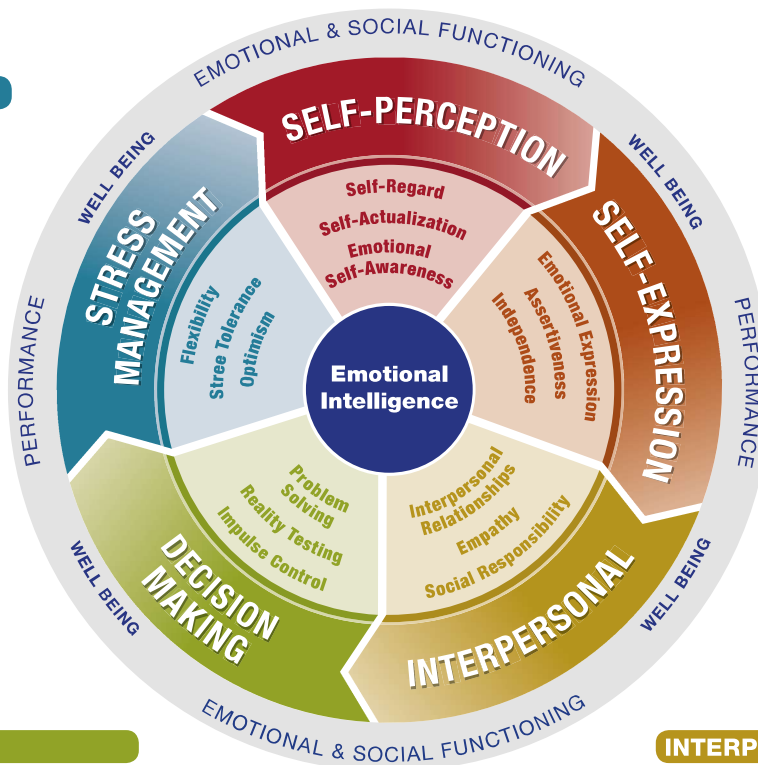 EMOTIONAL & SOCIAL FUNCTIONING
WELL BEING
WELL BEING
PERFORMANCE
PERFORMANCE
SELF-PERCEPTION
Self-Regard
Self-Actualization
Emotional
Self-Awareness
SELF-EXPRESSION
Emotional Expression
Assertiveness
Independence
STRESS
MANAGEMENT
Flexibility
Stree Tolerance
Optimism
Emotional
Intelligence
Interpersonal
Relationships
Empathy
Social Responsibility
INTERPERSONAL
Problem
Solving
Reality Testing
Impulse Control
DECISION
MAKING
WELL BEING
WELL BEING
EMOTIONAL & SOCIAL FUNCTIONING
INTERP